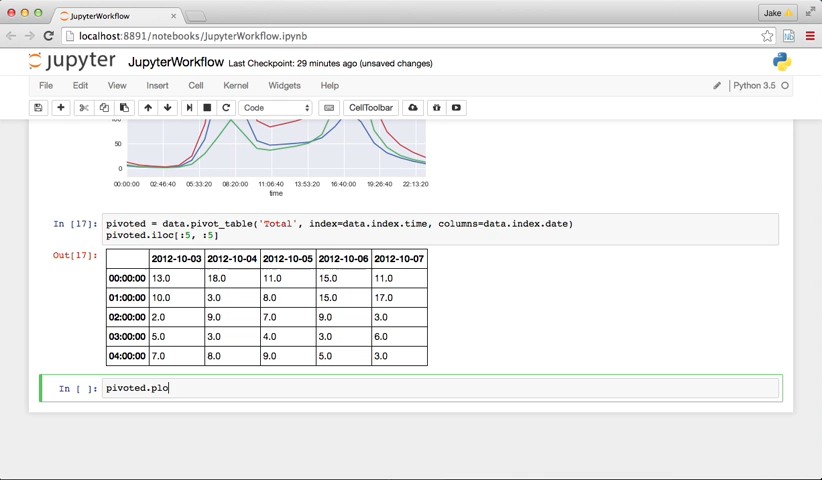 JupyterWorkflow
Jake
localhost:8891/notebooks/JupyterWorkflow.ipynb
jupyter JupyterWorkflow Last Checkpoint: 29 minutes ago (unsaved changes)
File Edit View Insert Cell Kernel Widgets Help
Python 3.5
Code CellToolbar
50
0
00:00:00 02:46:40 05:33:20 08:20:00 11:06:40 13:53:20 16:40:00 19:26:40 22:13:20
time
In [17]: pivoted = data.pivot_table('Total', index=data.index.time, columns=data.index.date)
pivoted.iloc[:5, :5]
Out[17]:
2012-10-03 2012-10-04 2012-10-05 2012-10-06 2012-10-07
00:00:00 13.0 18.0 11.0 15.0 11.0
01:00:00 10.0 3.0 8.0 15.0 17.0
02:00:00 2.0 9.0 7.0 9.0 3.0
03:00:00 5.0 3.0 4.0 3.0 6.0
04:00:00 7.0 8.0 9.0 5.0 3.0
In [ ]: pivoted.plo